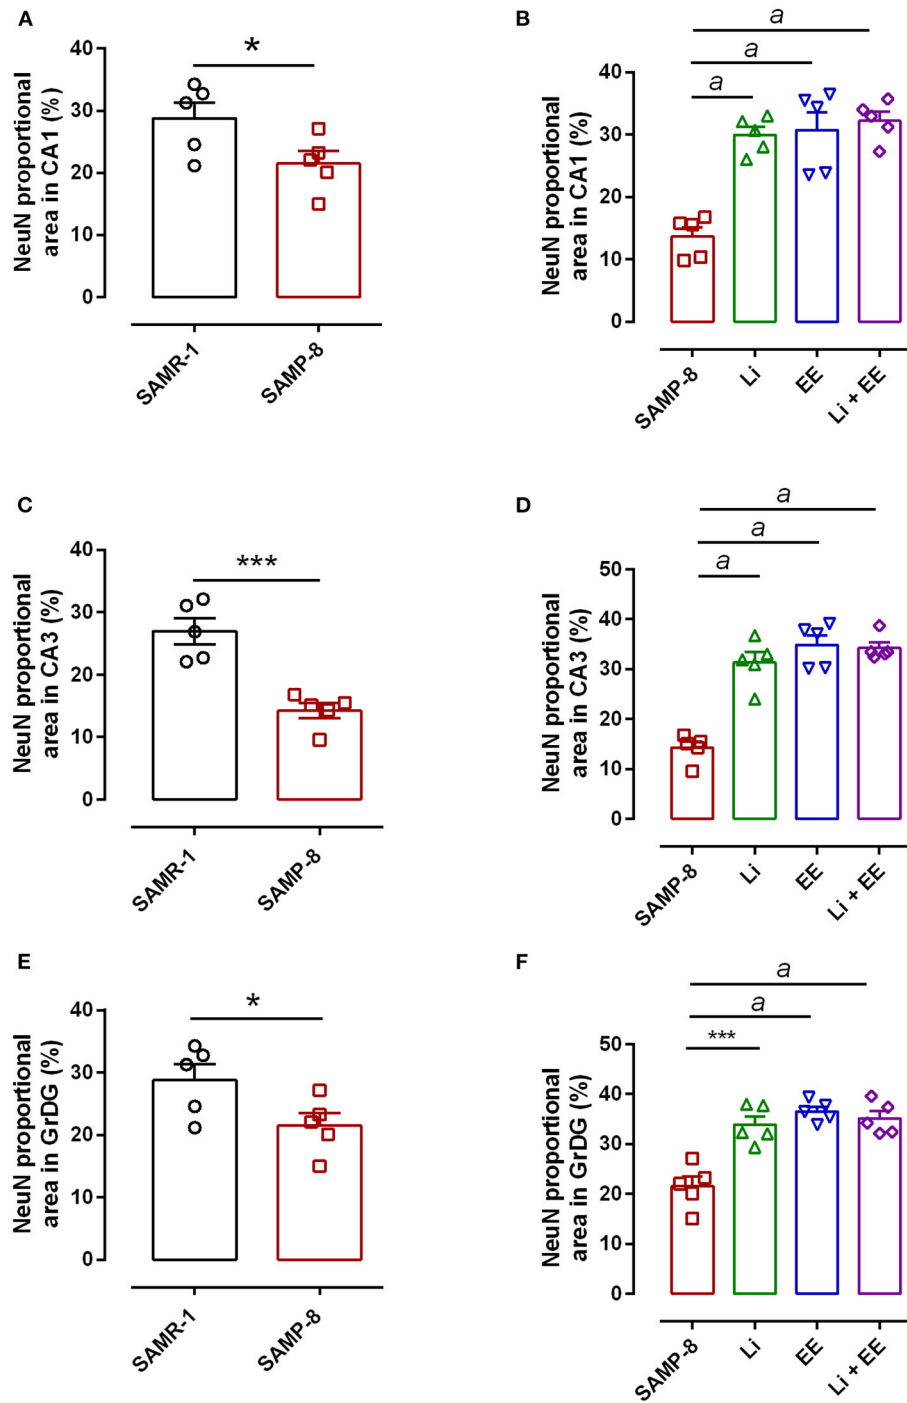 A
NeuN proportional
area in CA1 (%)
40
30
20
10
0
*
SAMR-1
SAMP-8
B
NeuN proportional
area in CA1 (%)
40
30
20
10
0
a
a
a
SAMP-8
Li
EE
Li + EE
C
NeuN proportional
area in CA3 (%)
40
30
20
10
0
***
SAMR-1
SAMP-8
D
NeuN proportional
area in CA3 (%)
50
40
30
20
10
0
a
a
a
SAMP-8
Li
EE
Li + EE
E
NeuN proportional
area in GrDG (%)
40
30
20
10
0
*
SAMR-1
SAMP-8
F
NeuN proportional
area in GrDG (%)
50
40
30
20
10
0
a
a
***
SAMP-8
Li
EE
Li + EE